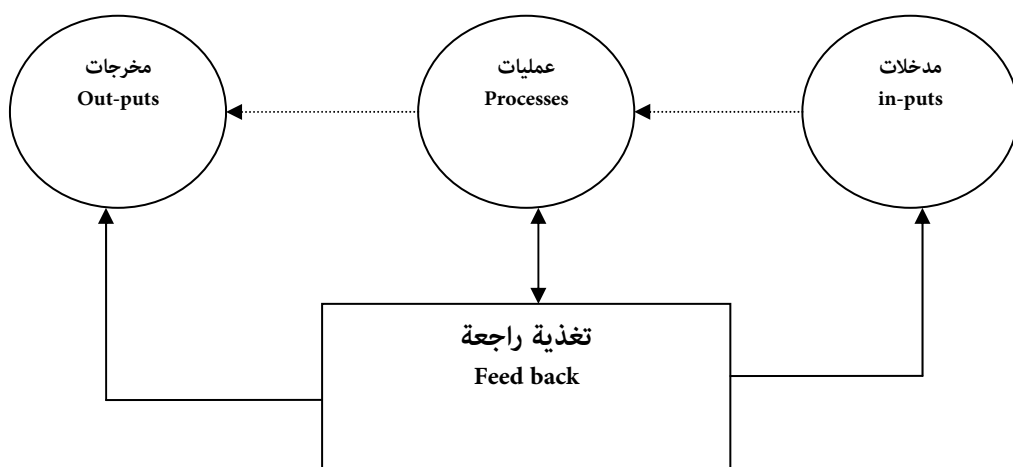 مدخلات
in-puts
عمليات
Processes
مخرجات
Out-puts
تغذية راجعة
Feed back